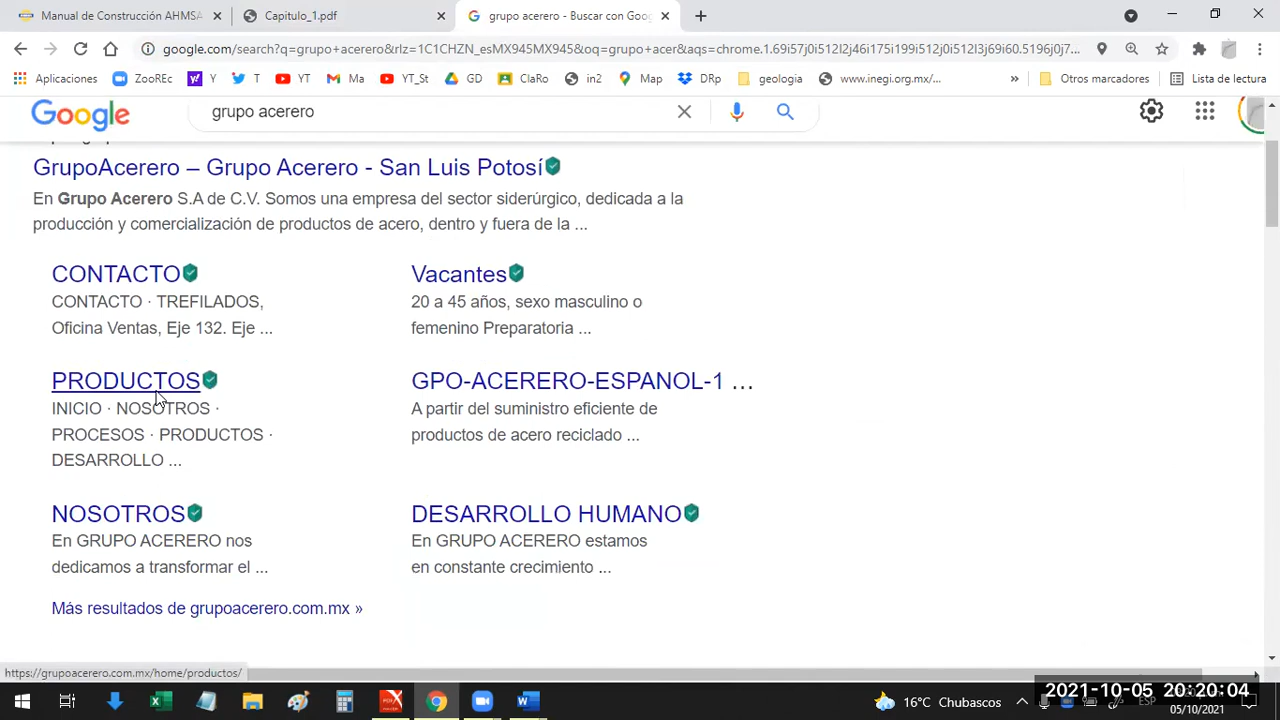 Manual de Construcción AHMSA
Capitulo_1.pdf
grupo acerero - Buscar con Goog
google.com/search?q=grupo+acerero&rlz=1C1CHZN_esMX945MX945&oq=grupo+acer&aqs=chrome.1.69i57j0i512l2j46i175i199i512j0i512l3j69i60.5196j0j7...
Aplicaciones ZooREc Y T YT Ma YT_St GD ClaRo in2 Map DRp geologia www.inegi.org.mx/... » Otros marcadores Lista de lectura
Google
grupo acerero
GrupoAcerero – Grupo Acerero - San Luis Potosí
En Grupo Acerero S.A de C.V. Somos una empresa del sector siderúrgico, dedicada a la
producción y comercialización de productos de acero, dentro y fuera de la ...
CONTACTO
CONTACTO · TREFILADOS,
Oficina Ventas, Eje 132. Eje ...
Vacantes
20 a 45 años, sexo masculino o
femenino Preparatoria ...
PRODUCTOS
INICIO · NOSOTROS ·
PROCESOS · PRODUCTOS ·
DESARROLLO ...
GPO-ACERERO-ESPANOL-1 ...
A partir del suministro eficiente de
productos de acero reciclado ...
NOSOTROS
En GRUPO ACERERO nos
dedicamos a transformar el ...
DESARROLLO HUMANO
En GRUPO ACERERO estamos
en constante crecimiento ...
Más resultados de grupoacerero.com.mx »
https://grupoacerero.com.mx/home/productos/
16°C Chubascos
2021-10-05 20:20:04
ESP
05/10/2021